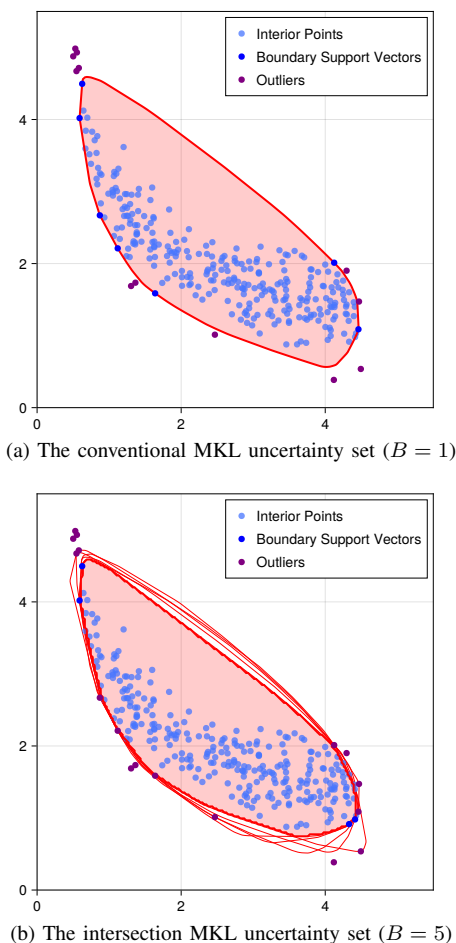 Interior Points
Boundary Support Vectors
Outliers
4
2
0
0 2 4
(a) The conventional MKL uncertainty set (B = 1)
Interior Points
Boundary Support Vectors
Outliers
4
2
0
0 2 4
(b) The intersection MKL uncertainty set (B = 5)